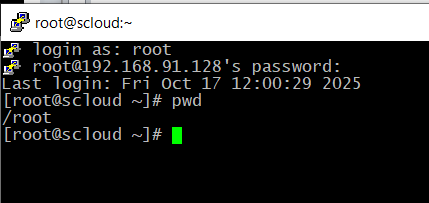 root@scloud:~
login as: root
root@192.168.91.128's password:
Last login: Fri Oct 17 12:00:29 2025
[root@scloud ~]# pwd
/root
[root@scloud ~]#